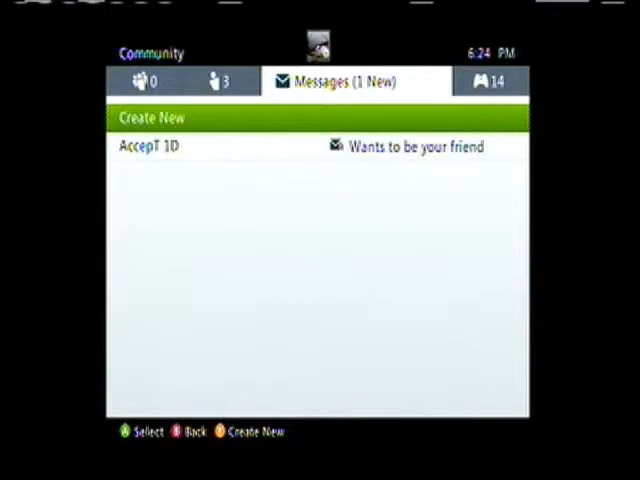 Community
6:24 PM
0
3
Messages (1 New)
14
Create New
AccepT 1D
Wants to be your friend
A Select B Back Create New